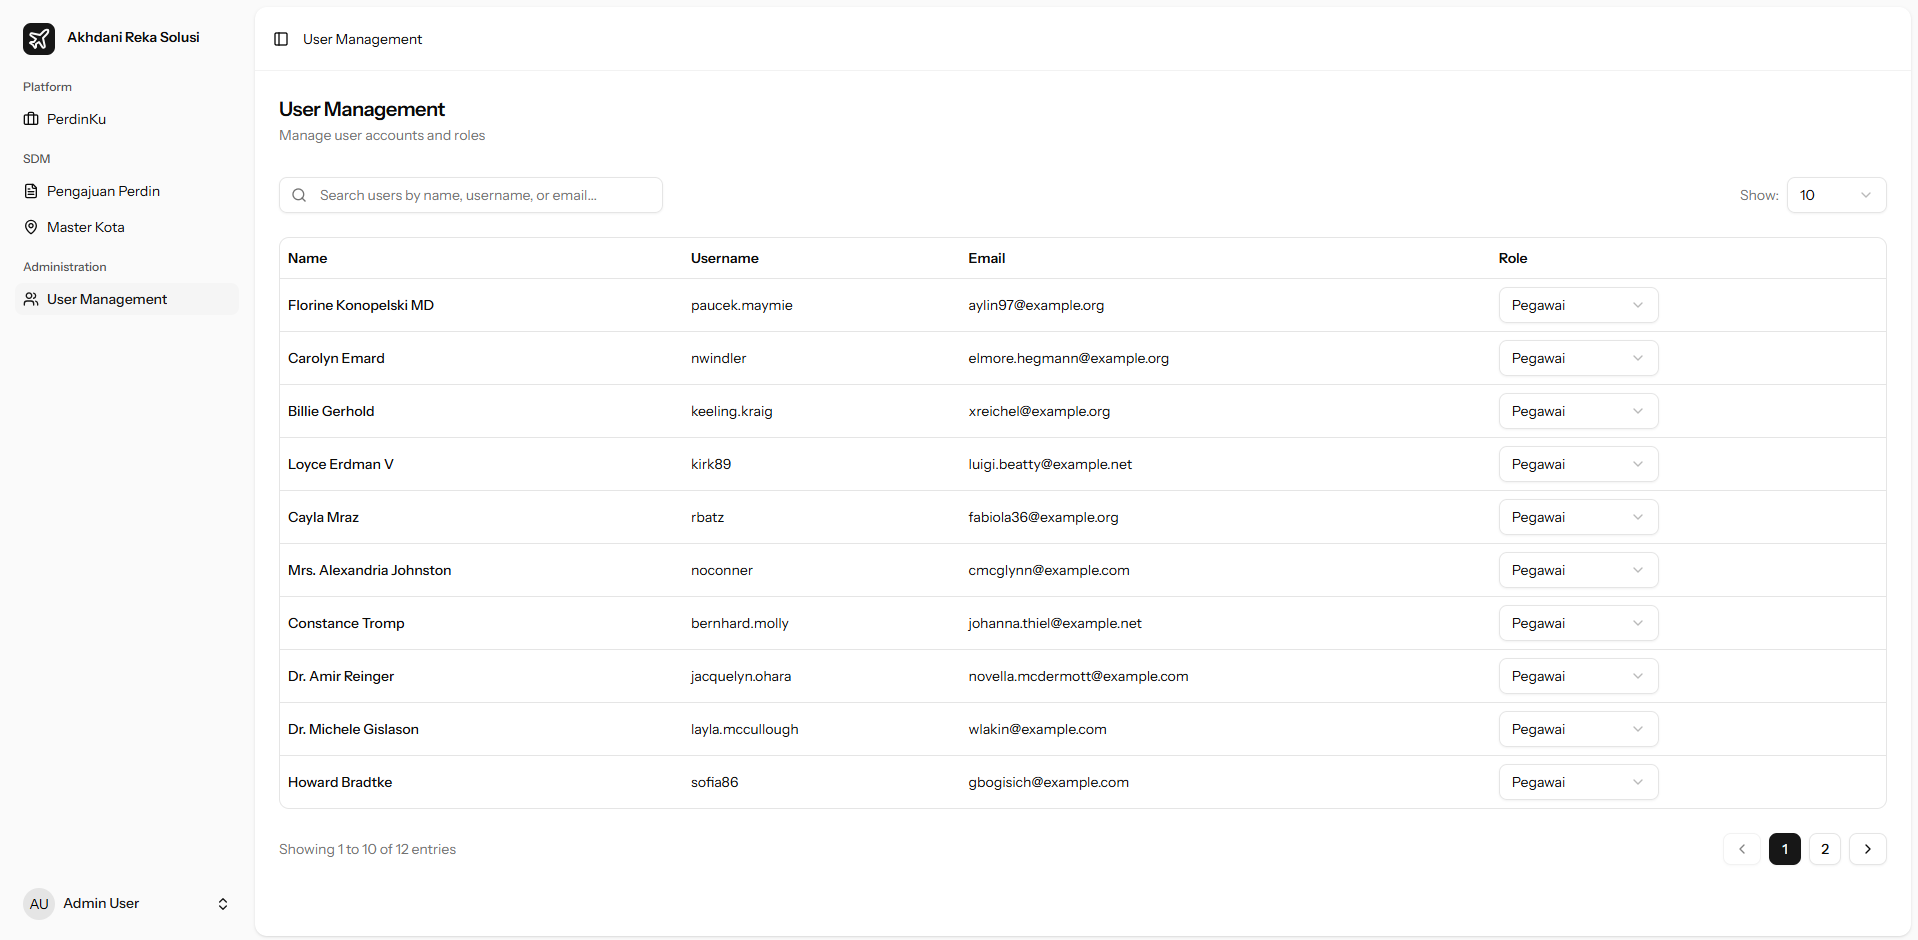 Akhdani Reka Solusi
Platform
PerdinKu
SDM
Pengajuan Perdin
Master Kota
Administration
User Management
AU Admin User
User Management
User Management
Manage user accounts and roles
Search users by name, username, or email...
Show: 10
Name Username Email Role
Florine Konopelski MD paucek.maymie aylin97@example.org Pegawai
Carolyn Emard nwindler elmore.hegmann@example.org Pegawai
Billie Gerhold keeling.kraig xreichel@example.org Pegawai
Loyce Erdman V kirk89 luigi.beatty@example.net Pegawai
Cayla Mraz rbatz fabiola36@example.org Pegawai
Mrs. Alexandria Johnston noconner cmcglynn@example.com Pegawai
Constance Tromp bernhard.molly johanna.thiel@example.net Pegawai
Dr. Amir Reinger jacquelyn.ohara novella.mcdermott@example.com Pegawai
Dr. Michele Gislason layla.mccullough wlakin@example.com Pegawai
Howard Bradtke sofia86 gbogisich@example.com Pegawai
Showing 1 to 10 of 12 entries
1 2